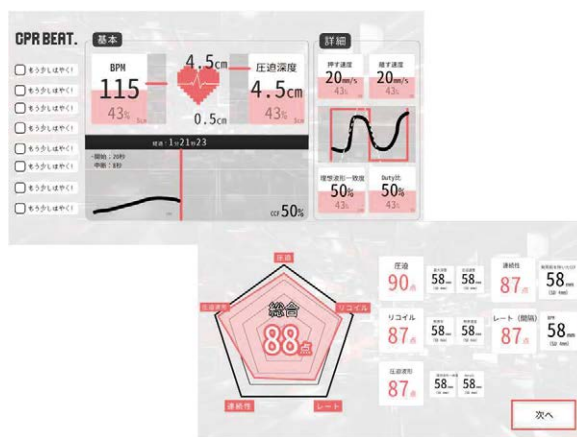 CPR BEAT.
基本
詳細
もう少しはやく!
もう少しはやく!
もう少しはやく!
もう少しはやく!
もう少しはやく!
もう少しはやく!
もう少しはやく!
もう少しはやく!
BPM
115
43%
4.5cm
0.5cm
圧迫深度
4.5cm
43%
経過:1分21秒23
CCF 50%
押す速度
20mm/s
43%
離す速度
20mm/s
43%
理想波形一致度
50%
43%
Duty比
50%
43%
圧迫
リコイル
レート
連続性
圧迫波形
総合
88点
圧迫
90点
58
58
連続性
87点
58
リコイル
87点
58
58
レート(間隔)
87点
58
圧迫波形
87点
58
58
次へ